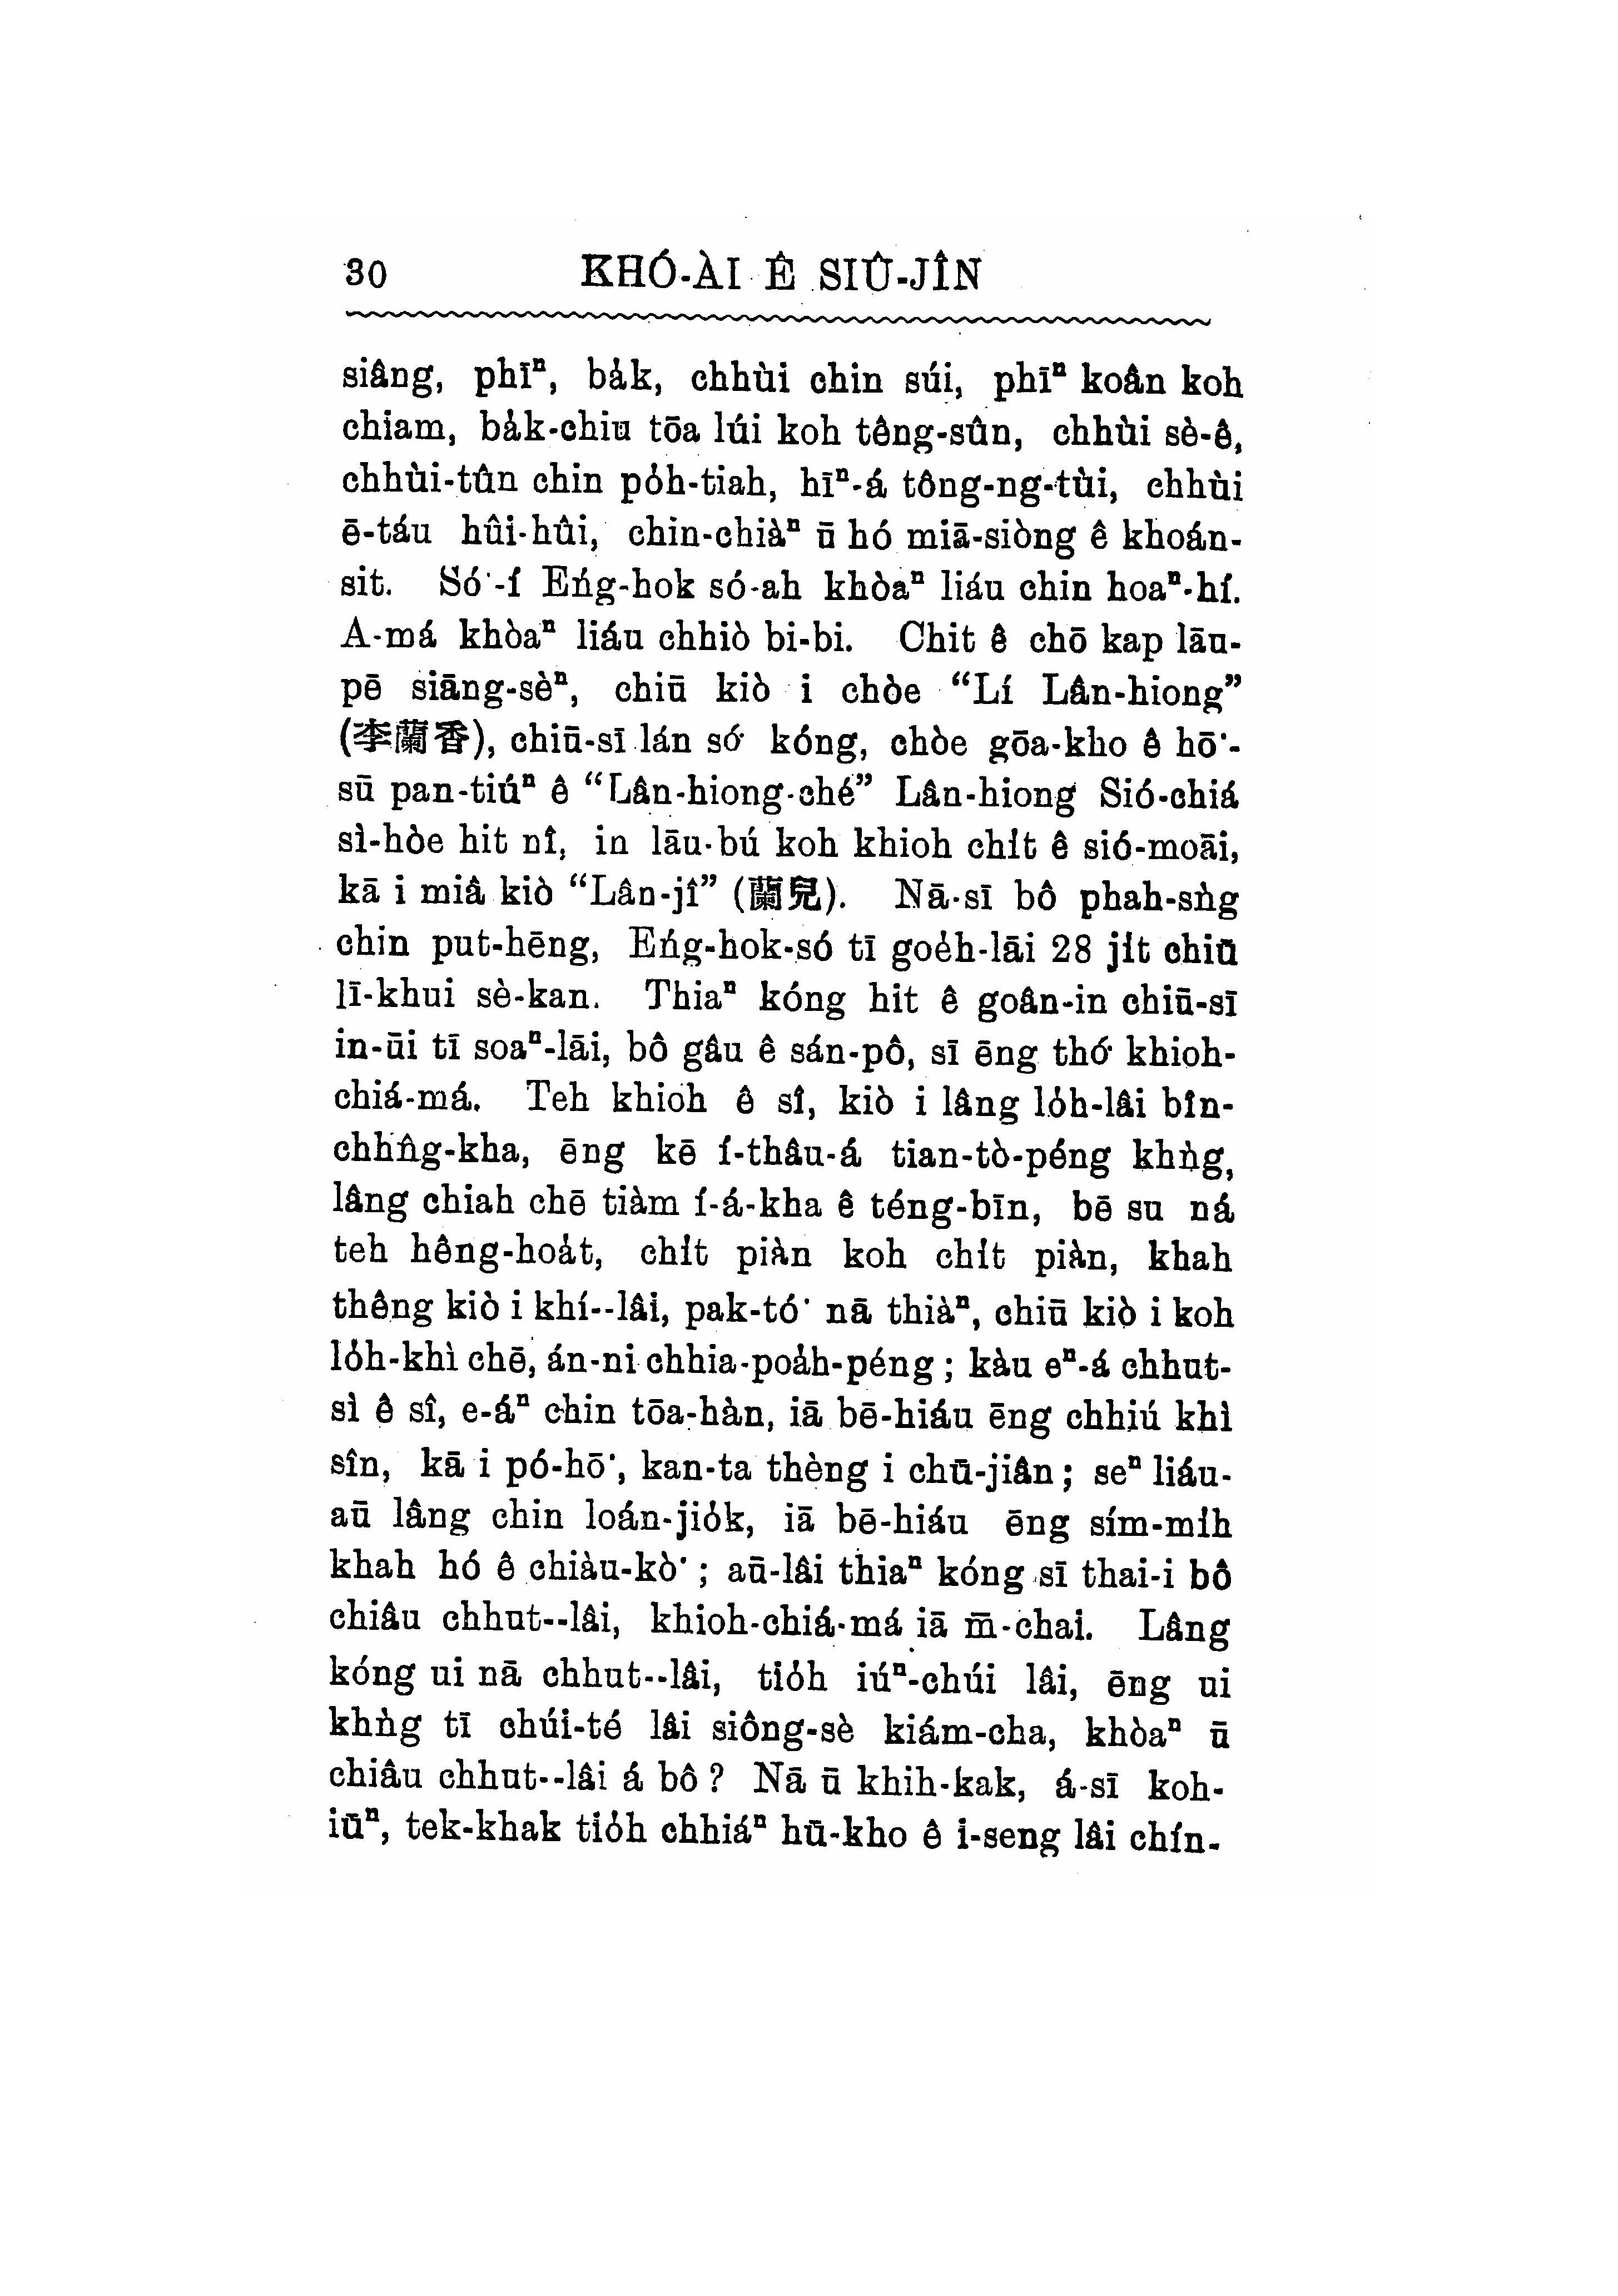 30 KHÓ-ÀI Ê SIÛ-JÎN
siâng, phīⁿ, ba̍k, chhùi chin súi, phīⁿ koân koh
chiam, ba̍k-chiu tōa lúi koh têng-sûn, chhùi sè-ê,
chhùi-tûn chin po̍h-tiah, hīⁿ-á tông-ng-tùi, chhùi
ē-táu hûi-hûi, chin-chiàⁿ ū hó miā-siòng ê khoán-
sit. Só͘-í Eńg-hok só-ah khòaⁿ liáu chin hoaⁿ-hí.
A-má khòaⁿ liáu chhiò bi-bi. Chit ê chō kap lāu-
pē siāng-sèⁿ, chiū kiò i chòe “Lí Lân-hiong”
(李蘭香), chiū-sī lán só͘ kóng, chòe gōa-kho ê hō͘-
sū pan-tiúⁿ ê “Lân-hiong-ché” Lân-hiong Sió-chiá
sì-hòe hit nî, in lāu-bú koh khioh chi̍t ê sió-moāi,
kā i miâ kiò “Lân-jî” (蘭兒). Nā-sī bô phah-sǹg
chin put-hēng, Eńg-hok-só tī goe̍h-lāi 28 ji̍t chiū
lī-khui sè-kan. Thiaⁿ kóng hit ê goân-in chiū-sī
in-ūi tī soaⁿ-lāi, bô gâu ê sán-pô, sī ēng thó͘ khioh-
chiá-má. Teh khioh ê sî, kiò i lâng lo̍h-lâi bîn-
chhn̂g-kha, ēng kē í-thâu-á tian-tò-péng khǹg,
lâng chiah chē tiàm í-á-kha ê téng-bīn, bē su ná
teh hêng-hoa̍t, chi̍t piàn koh chi̍t piàn, khah
thêng kiò i khí--lâi, pak-tó͘ nā thiàⁿ, chiū kiò i koh
lo̍h-khì chē, án-ni chhia-poa̍h-péng; kàu eⁿ-á chhut-
sì ê sî, e-áⁿ chin tōa-hàn, iā bē-hiáu ēng chhiú khì
sîn, kā i pó-hō͘, kan-ta thèng i chū-jiân; seⁿ liáu-
aū lâng chin loán-jio̍k, iā bē-hiáu ēng sím-mi̍h
khah hó ê chiàu-kò͘; aū-lâi thiaⁿ kóng sī thai-i bô
chiâu chhut--lâi, khioh-chiá-má iā m̄-chai. Lâng
kóng ui nā chhut--lâi, tio̍h iúⁿ-chúi lâi, ēng ui
khǹg tī chúi-té lâi siông-sè kiám-cha, khòaⁿ ū
chiâu chhut--lâi á bô? Nā ū khih-kak, á-sī koh-
iūⁿ, tek-khak tio̍h chhiáⁿ hū-kho ê i-seng lâi chín-